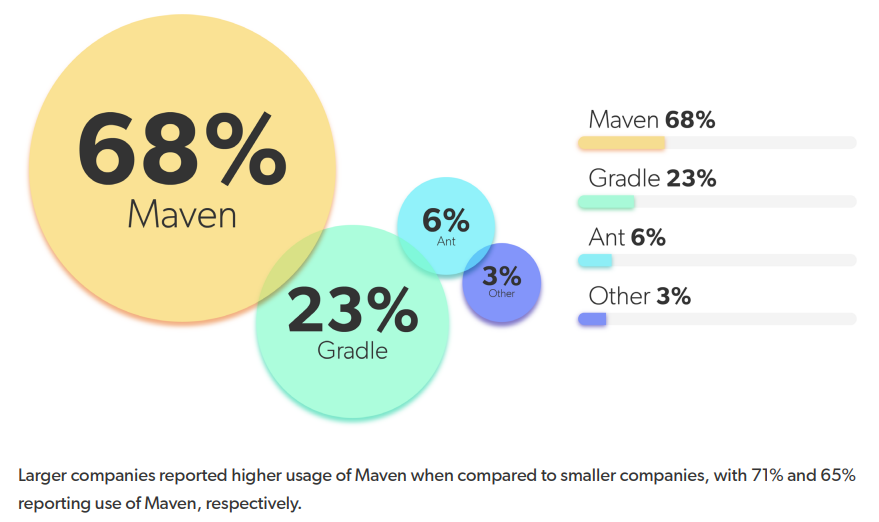 68%
Maven
23%
Gradle
6%
Ant
3%
Other
Maven 68%
Gradle 23%
Ant 6%
Other 3%
Larger companies reported higher usage of Maven when compared to smaller companies, with 71% and 65%
reporting use of Maven, respectively.